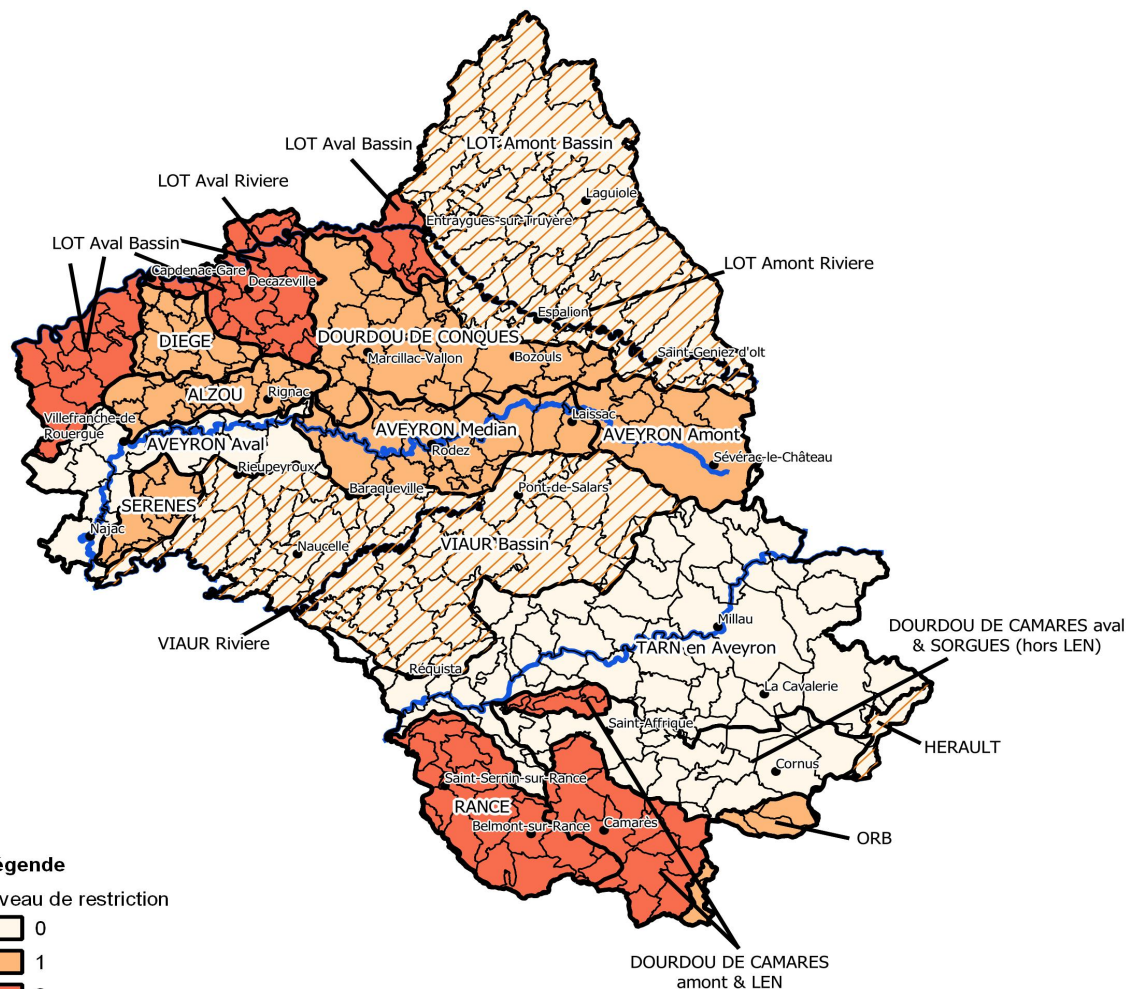 LOT Aval Bassin
LOT Amont Bassin
LOT Aval Riviere
Laguiole
Entraygues-sur-Truyère
LOT Aval Bassin
LOT Amont Riviere
Capdenac-Gare
Decazeville
Espalion
DIEGE
DOURDOU DE CONQUES
Marcillac-Vallon
Bozouls
Saint-Geniez d'olt
ALZOU
Rignac
Villefranche-de
Rouergue
Laissac
AVEYRON Aval
AVEYRON Median
AVEYRON Amont
Rodez
Sévérac-le-Château
Rieupeyroux
Baraqueville
Pont-de-Salars
SERENES
Najac
Naucelle
VIAUR Bassin
VIAUR Riviere
Millau
DOURDOU DE CAMARES aval
& SORGUES (hors LEN)
TARN en Aveyron
Réquista
La Cavalerie
Saint-Affrique
HERAULT
Cornus
Saint-Sernin-sur-Rance
RANCE
Belmont-sur-Rance
Camarès
ORB
égende
veau de restriction
0
1
DOURDOU DE CAMARES
amont & LEN